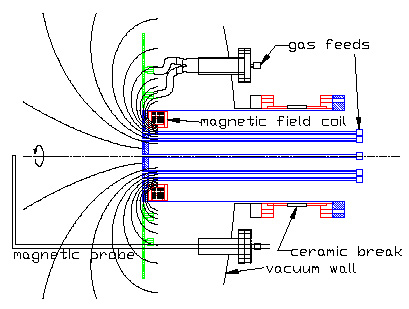 gas feeds
magnetic field coil
magnetic probe
ceramic break
vacuum wall